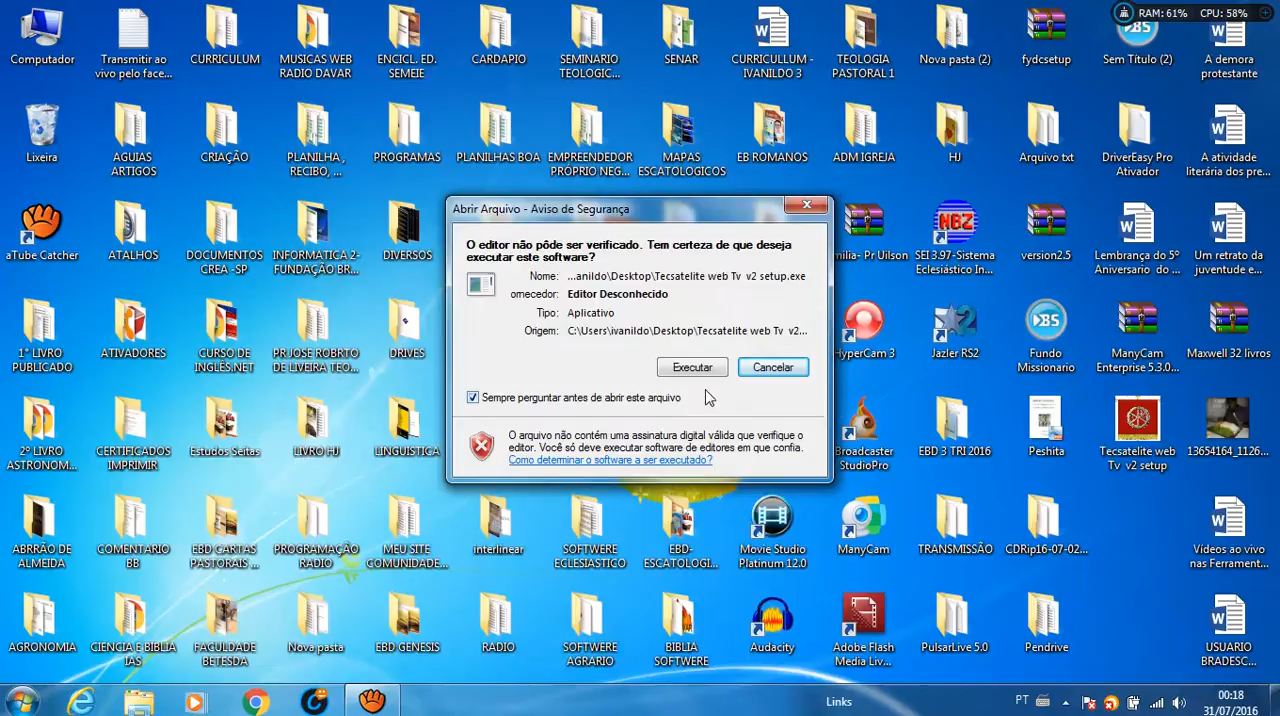 RAM: 61% CPU: 58%
Computador
Transmitir ao
vivo pelo face...
CURRICULUM
MUSICAS WEB
RADIO DAVAR
ENCICL. ED.
SEMEIE
CARDAPIO
SEMINARIO
TEOLOGIC...
SENAR
CURRICULLUM -
IVANILDO 3
TEOLOGIA
PASTORAL 1
Nova pasta (2)
fydcsetup
Sem Título (2)
A demora
protestante
Lixeira
AGUIAS
ARTIGOS
CRIAÇÃO
PLANILHA ,
RECIBO, ...
PROGRAMAS
PLANILHAS BOA
EMPREENDEDOR
PRÓPRIO NEG...
MAPAS
ESCATOLOGICOS
EB ROMANOS
ADM IGREJA
HJ
Arquivo txt
DriverEasy Pro
Ativador
A atividade
literária dos pre...
aTube Catcher
ATALHOS
DOCUMENTOS
CREA -SP
INFORMATICA 2-
FUNDAÇÃO BR...
DIVERSOS
milia- Pr Uilson
HBZ
SEI 3.97-Sistema
Eclesiástico In...
version2.5
Lembrança do 5°
Aniversario do ...
Um retrato da
juventude e...
Abrir Arquivo - Aviso de Segurança
O editor não pôde ser verificado. Tem certeza de que deseja
executar este software?
Nome: ...anildo\Desktop\Tecsatelite web Tv v2 setup.exe
ornecedor: Editor Desconhecido
Tipo: Aplicativo
Origem: C:\Users\ivanildo\Desktop\Tecsatelite web Tv v2...
Executar Cancelar
Sempre perguntar antes de abrir este arquivo
O arquivo não contém uma assinatura digital válida que verifique o
editor. Você só deve executar software de editores em que confia.
Como determinar o software a ser executado?
1° LIVRO
PUBLICADO
ATIVADORES
CURSO DE
INGLÊS.NET
PR JOSE ROBRTO
DE LIVEIRA TEO...
DRIVES
HyperCam 3
Jazler RS2
BS
Fundo
Missionario
ManyCam
Enterprise 5.3.0...
Maxwell 32 livros
2° LIVRO
ASTRONOM...
CERTIFICADOS
IMPRIMIR
Estudos Seitas
LIVRO HJ
LINGUISTICA
Broadcaster
StudioPro
EBD 3 TRI 2016
Peshita
Tecsatelite web
Tv v2 setup
13654164_1126...
ABRRÃO DE
ALMEIDA
COMENTARIO
BB
EBD CARTAS
PASTORAIS ...
PROGRAMAÇÃO
RADIO
MEU SITE
COMUNIDADE...
interlinear
SOFTWERE
ECLESIASTICO
EBD-
ESCATOLOGI...
Movie Studio
Platinum 12.0
ManyCam
TRANSMISSÃO
CDRip16-07-02...
Vídeos ao vivo
nas Ferrament...
AGRONOMIA
CIENCIA E BIBLIA
IAS
FACULDADE
BETESDA
Nova pasta
EBD GENESIS
RADIO
SOFTWERE
AGRARIO
BIBLIA
SOFTWERE
Audacity
Adobe Flash
Media Liv...
PulsarLive 5.0
Pendrive
USUARIO
BRADESC...
Links
PT
00:18
31/07/2016